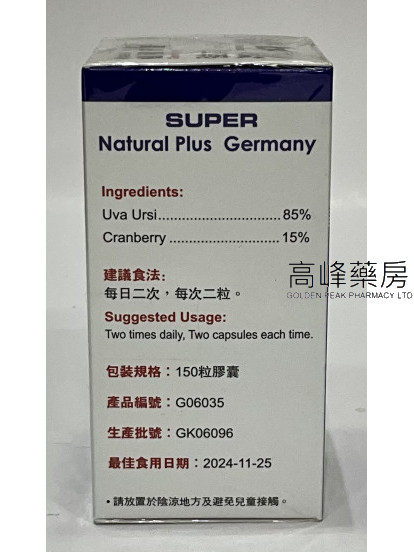 SUPER
Natural Plus Germany
Ingredients:
Uva Ursi.............................. 85%
Cranberry ........................... 15%
建議食法:
每日二次，每次二粒。
Suggested Usage:
Two times daily, Two capsules each time.
包裝規格：150粒膠囊
產品編號：G06035
生產批號：GK06096
最佳食用日期：2024-11-25
•請放置於陰涼地方及避免兒童接觸。
高峰藥房
GOLDEN PEAK PHARMACY LTD